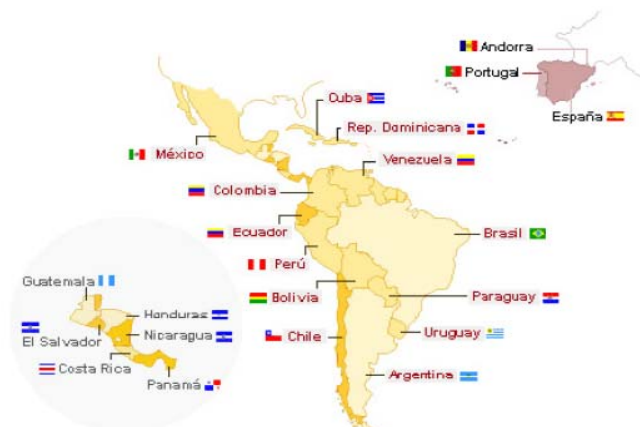 Andorra
Portugal
España
Cuba
Rep. Dominicana
México
Venezuela
Colombia
Ecuador
Brasil
Perú
Bolivia
Paraguay
Chile
Uruguay
Argentina
Guatemala
Honduras
El Salvador
Nicaragua
Costa Rica
Panamá